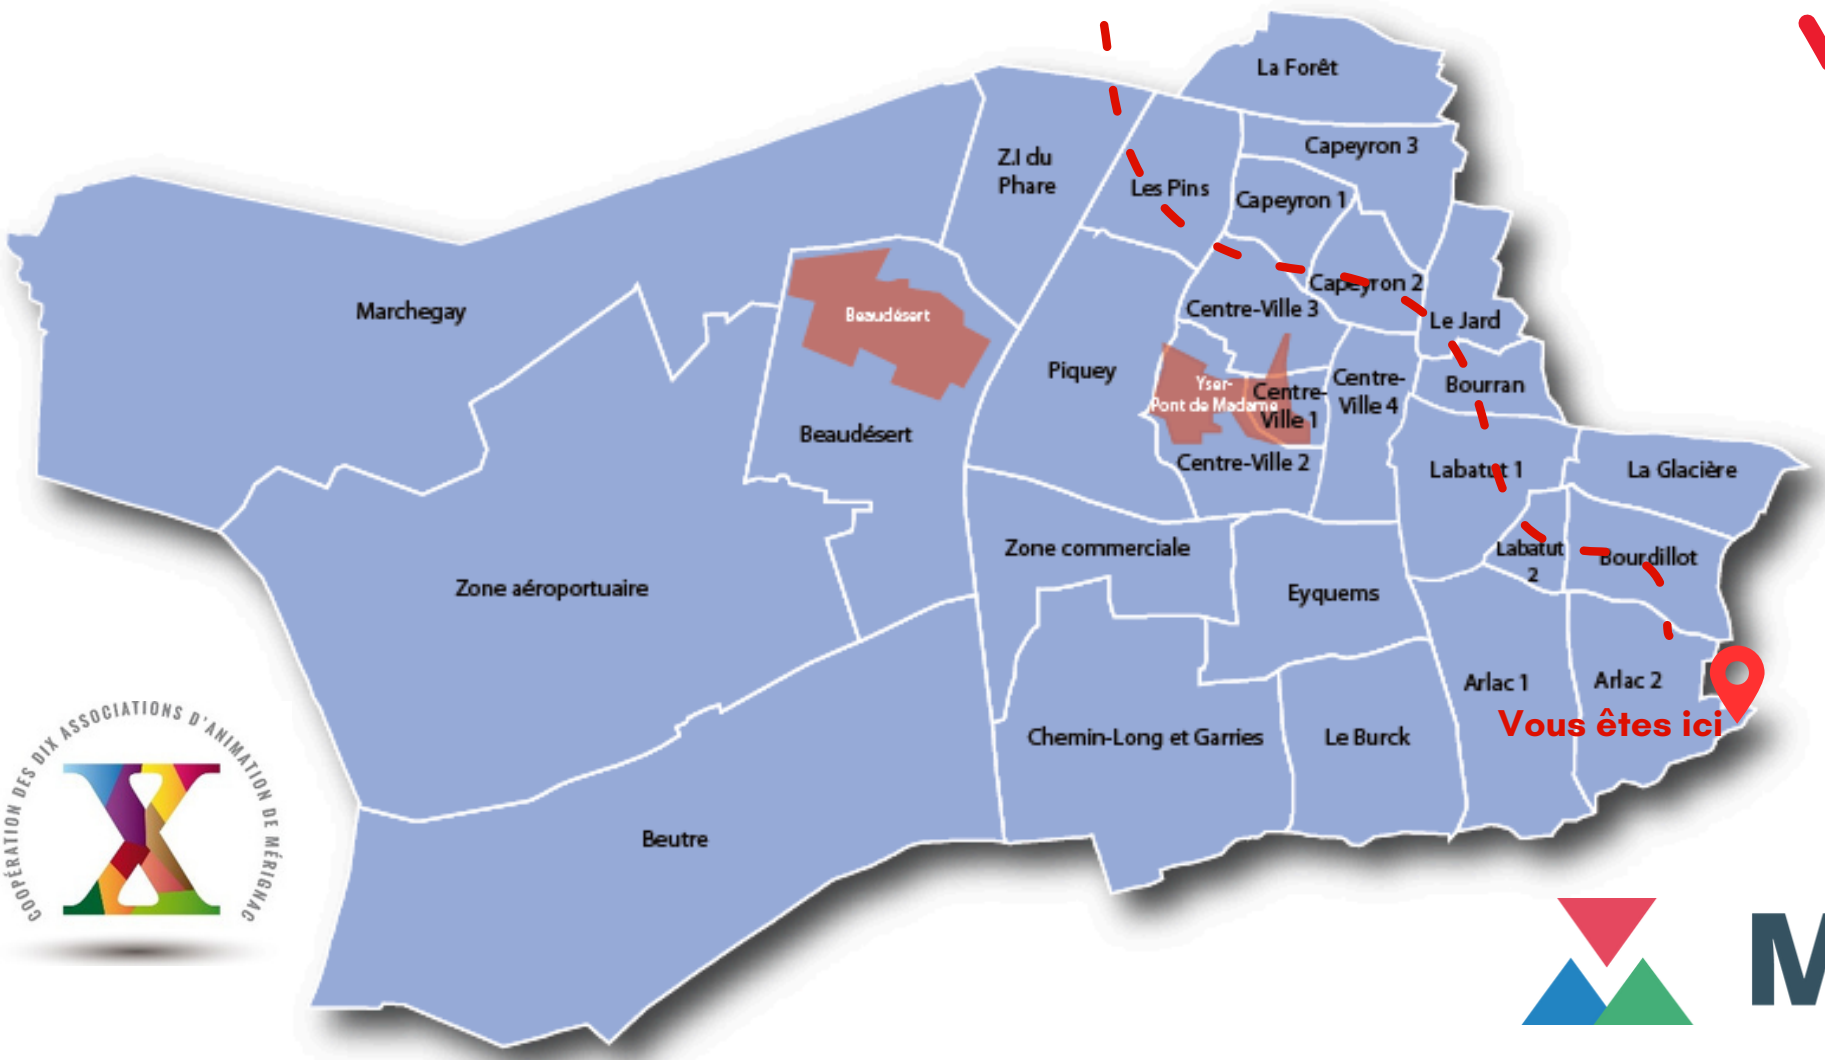 La Forêt
Capeyron 3
Z.I du
Phare
Les Pins
Capeyron 1
Capeyron 2
Marchegay
Beaudésert
Centre-Ville 3
Le Jard
Piquey
Yser-
Pont de Madame
Centre-
Ville 1
Centre-
Ville 4
Bourran
Beaudésert
Centre-Ville 2
Labatut 1
La Glacière
Zone commerciale
Labatut
2
Bourdillot
Zone aéroportuaire
Eyquems
Arlac 1
Arlac 2
Vous êtes ici
Chemin-Long et Garries
Le Burck
Beutre
COOPÉRATION DES DIX ASSOCIATIONS D'ANIMATION DE MÉRIGNAC
X
M